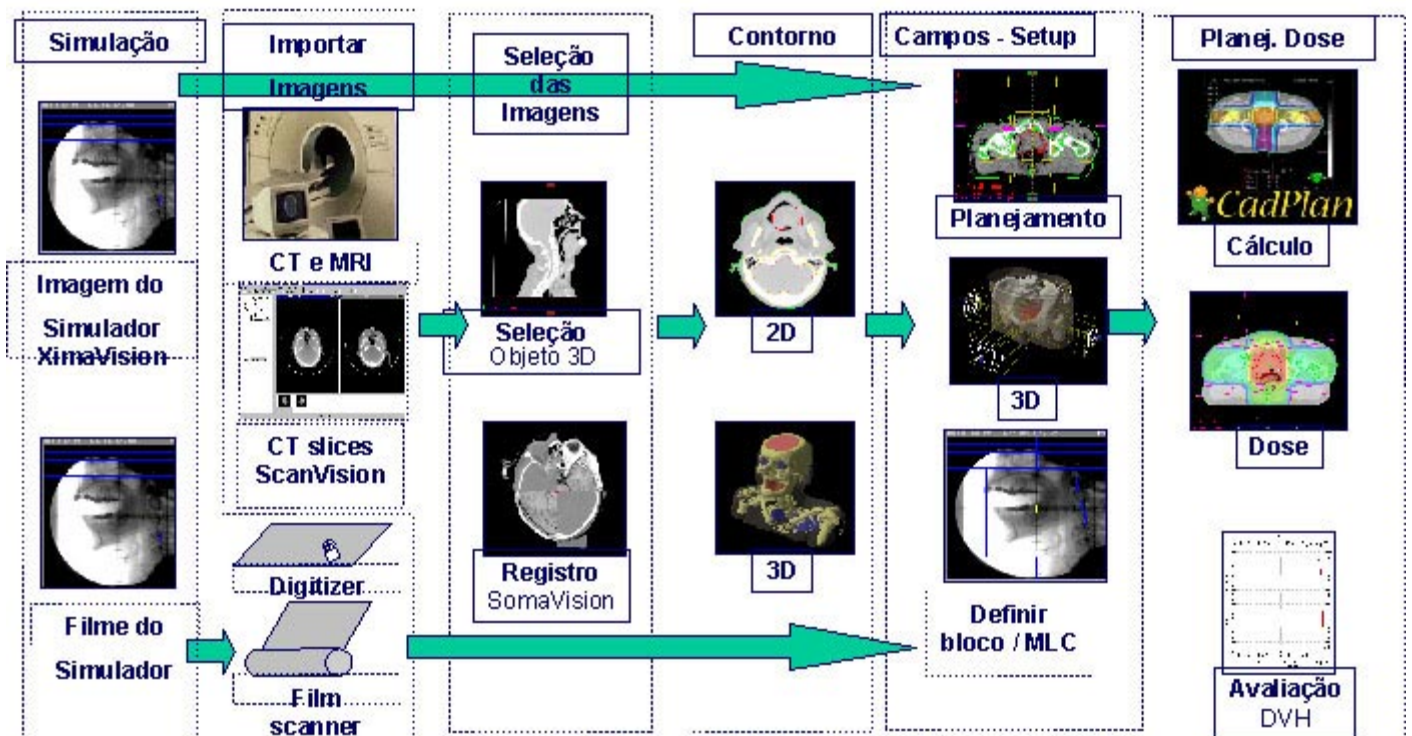 Simulação
Imagem do
Simulador
XimaVision
Filme do
Simulador
Importar
Imagens
CT e MRI
CT slices
ScanVision
Digitizer
Film
scanner
Seleção
das
Imagens
Seleção
Objeto 3D
Registro
SomaVision
Contorno
2D
3D
Campos - Setup
Planejamento
3D
Definir
bloco / MLC
Planej. Dose
CadPlan
Cálculo
Dose
Avaliação
DVH